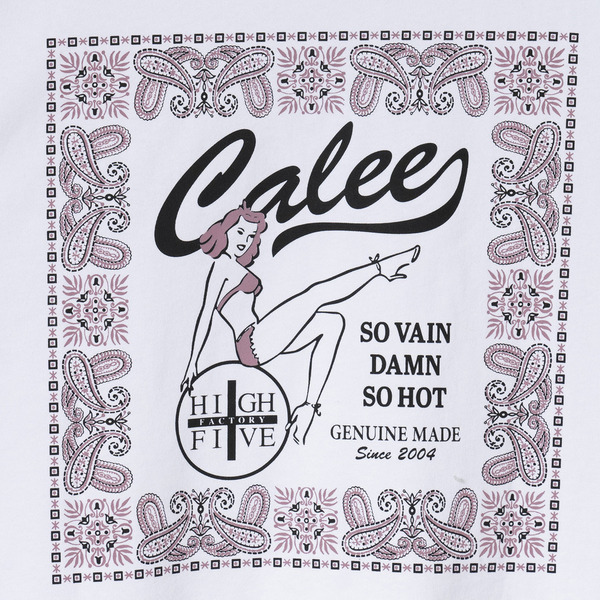 Calee
SO VAIN
DAMN
SO HOT
HIGH
FACTORY
FIVE
GENUINE MADE
Since 2004